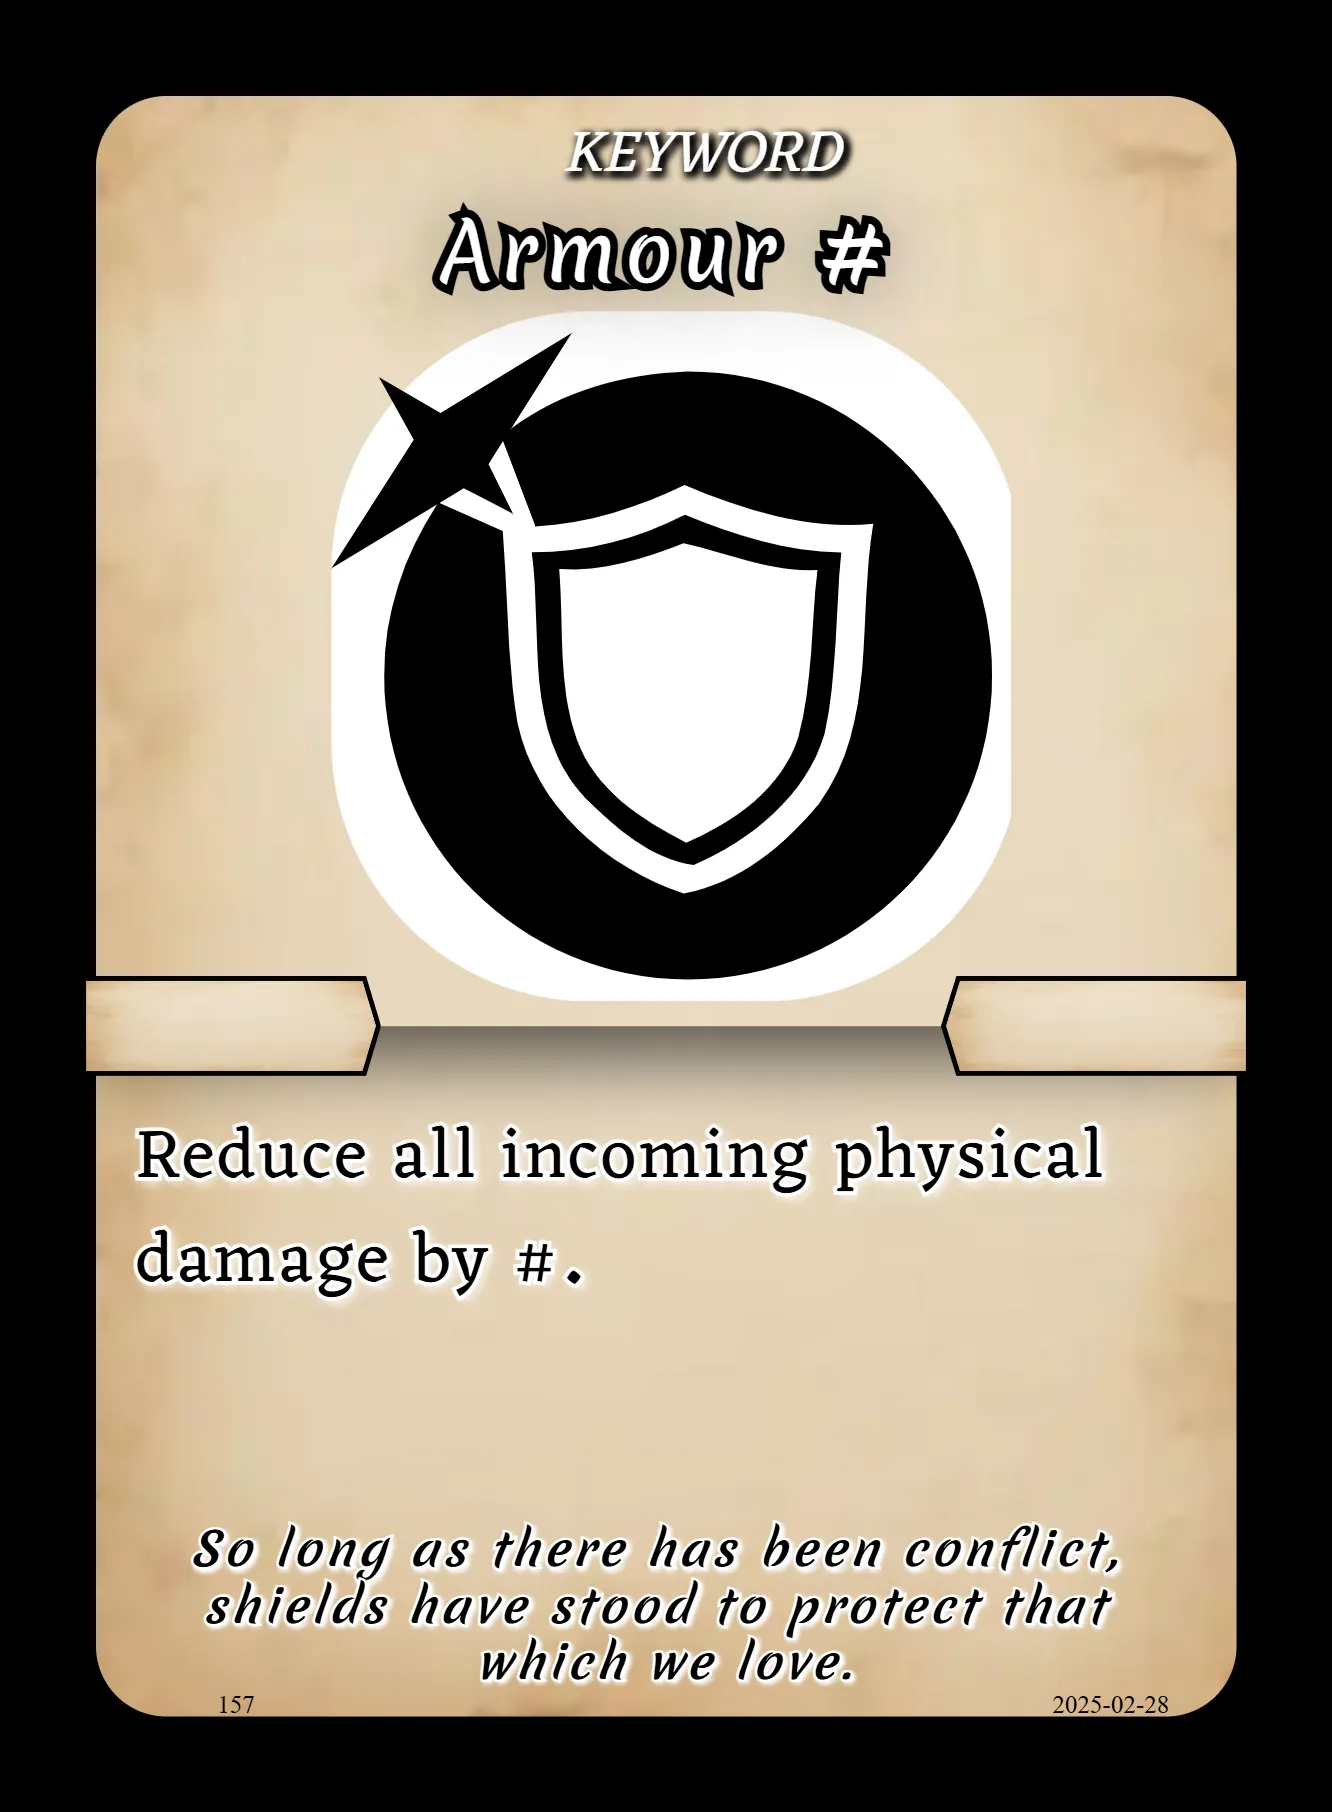 KEYWORD
Armour #
Reduce all incoming physical
damage by #.
So long as there has been conflict,
shields have stood to protect that
which we love.
157
2025-02-28